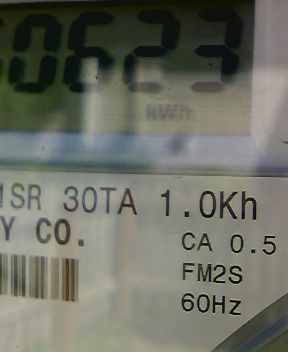 0623
kWh
1SR 30TA 1.0Kh
Y CO.
CA 0.5
FM2S
60Hz